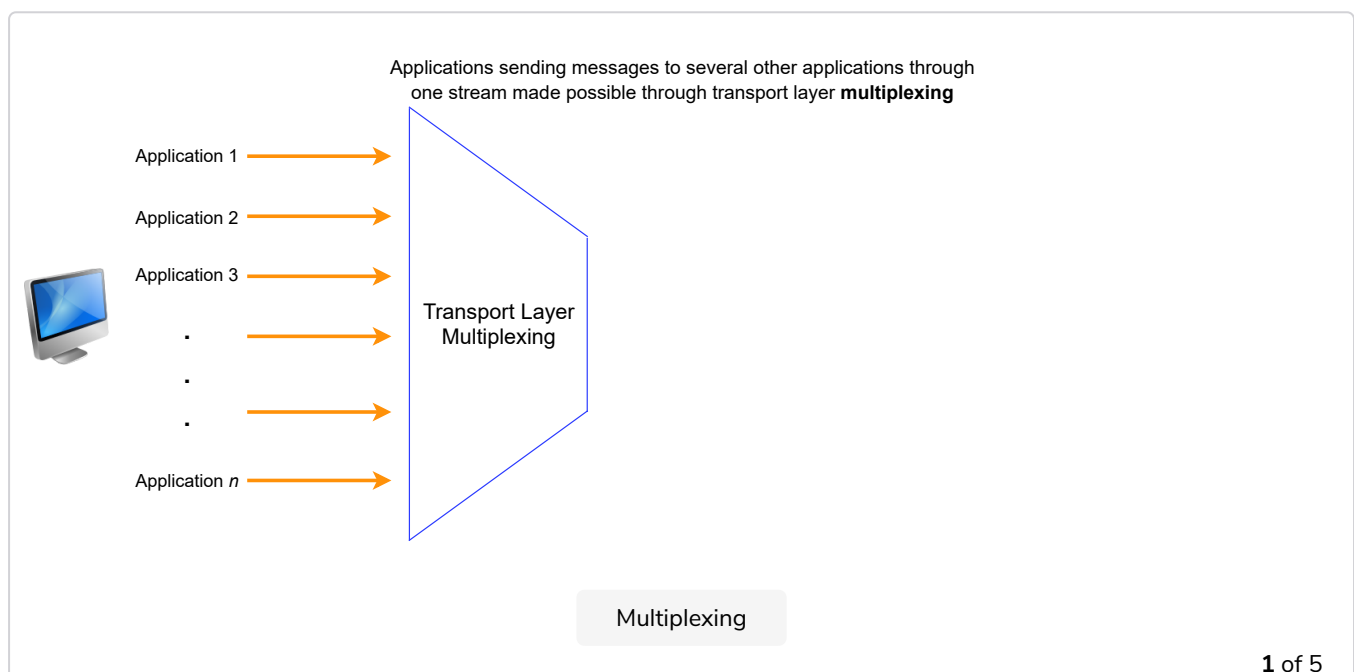 Applications sending messages to several other applications through
one stream made possible through transport layer multiplexing
Application 1
Application 2
Application 3
.
.
.
Application n
Transport Layer
Multiplexing
Multiplexing
1 of 5